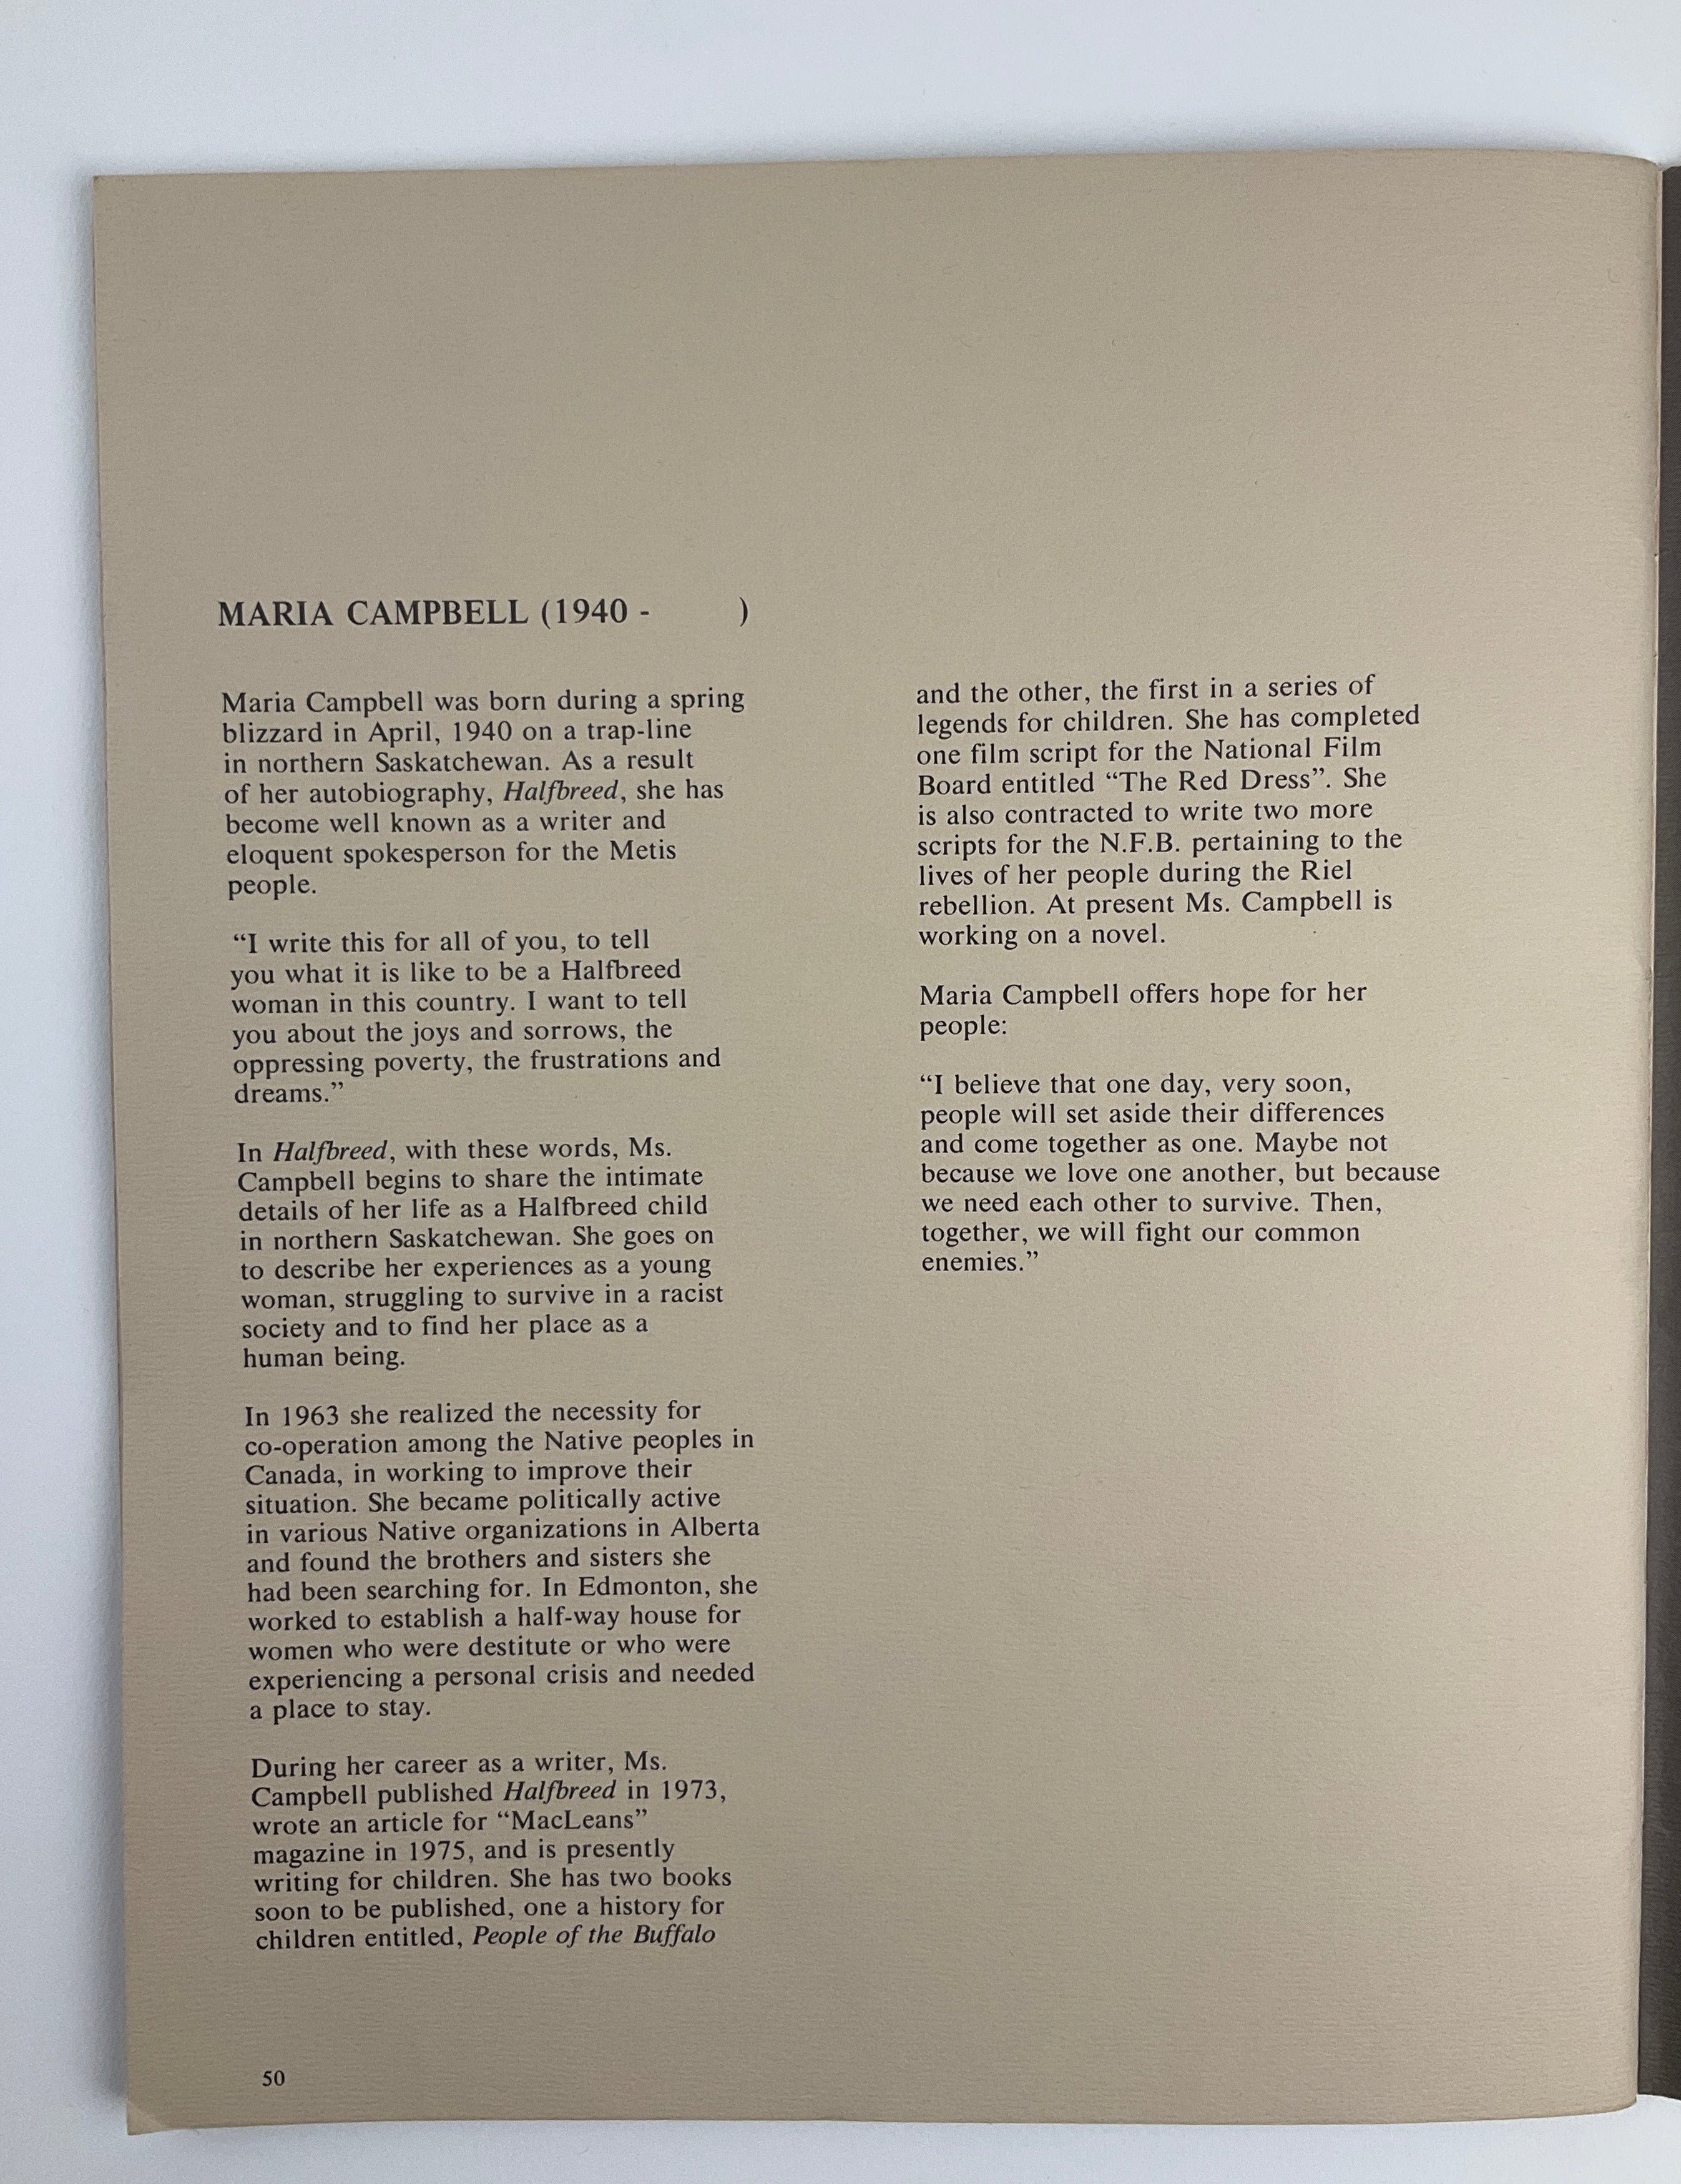 MARIA CAMPBELL (1940 - )
Maria Campbell was born during a spring
blizzard in April, 1940 on a trap-line
in northern Saskatchewan. As a result
of her autobiography, Halfbreed, she has
become well known as a writer and
eloquent spokesperson for the Metis
people.
“I write this for all of you, to tell
you what it is like to be a Halfbreed
woman in this country. I want to tell
you about the joys and sorrows, the
oppressing poverty, the frustrations and
dreams.”
In Halfbreed, with these words, Ms.
Campbell begins to share the intimate
details of her life as a Halfbreed child
in northern Saskatchewan. She goes on
to describe her experiences as a young
woman, struggling to survive in a racist
society and to find her place as a
human being.
In 1963 she realized the necessity for
co-operation among the Native peoples in
Canada, in working to improve their
situation. She became politically active
in various Native organizations in Alberta
and found the brothers and sisters she
had been searching for. In Edmonton, she
worked to establish a half-way house for
women who were destitute or who were
experiencing a personal crisis and needed
a place to stay.
During her career as a writer, Ms.
Campbell published Halfbreed in 1973,
wrote an article for “MacLeans”
magazine in 1975, and is presently
writing for children. She has two books
soon to be published, one a history for
children entitled, People of the Buffalo
and the other, the first in a series of
legends for children. She has completed
one film script for the National Film
Board entitled “The Red Dress”. She
is also contracted to write two more
scripts for the N.F.B. pertaining to the
lives of her people during the Riel
rebellion. At present Ms. Campbell is
working on a novel.
Maria Campbell offers hope for her
people:
“I believe that one day, very soon,
people will set aside their differences
and come together as one. Maybe not
because we love one another, but because
we need each other to survive. Then,
together, we will fight our common
enemies.”
50